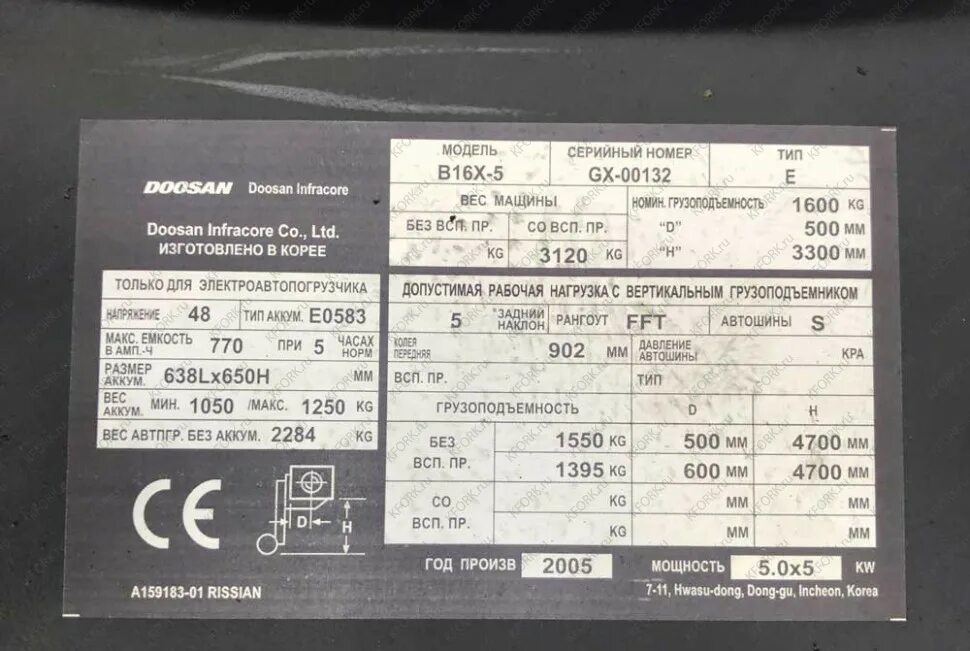 DOOSAN Doosan Infracore
Doosan Infracore Co., Ltd.
ИЗГОТОВЛЕНО В КОРЕЕ
МОДЕЛЬ СЕРИЙНЫЙ НОМЕР ТИП
B16X-5 GX-00132 E
ВЕС МАЩИНЫ
БЕЗ ВСП. ПР. СО ВСП. ПР.
KG 3120 KG
НОМИН. ГРУЗОПОДЪЕМНОСТЬ 1600 KG
“D” 500 MM
“H” 3300 MM
ТОЛЬКО ДЛЯ ЭЛЕКТРОАВТОПОГРУЗЧИКА
НАПРЯЖЕНИЕ 48 ТИП АККУМ. E0583
МАКС. ЕМКОСТЬ В АМП.-Ч 770 ПРИ 5 ЧАСАХ НОРМ
РАЗМЕР АККУМ. 638Lx650H MM
ВЕС АККУМ. МИН. 1050 /МАКС. 1250 KG
ВЕС АВТПГР. БЕЗ АККУМ. 2284 KG
ДОПУСТИМАЯ РАБОЧАЯ НАГРУЗКА С ВЕРТИКАЛЬНЫМ ГРУЗОПОДЪЕМНИКОМ
5 ЗАДНИЙ НАКЛОН РАНГОУТ FFT АВТОШИНЫ S
КОЛЕЯ ПЕРЕДНЯЯ 902 MM ДАВЛЕНИЕ АВТОШИНЫ KPA
ВСП. ПР. ТИП
ГРУЗОПОДЪЕМНОСТЬ D H
БЕЗ ВСП. ПР. 1550 KG 500 MM 4700 MM
1395 KG 600 MM 4700 MM
СО ВСП. ПР. KG MM MM
KG MM MM
CE
D H
ГОД ПРОИЗВ 2005 МОЩНОСТЬ 5.0x5 KW
A159183-01 RISSIAN
7-11, Hwasu-dong, Dong-gu, Incheon, Korea
KFORK.ru